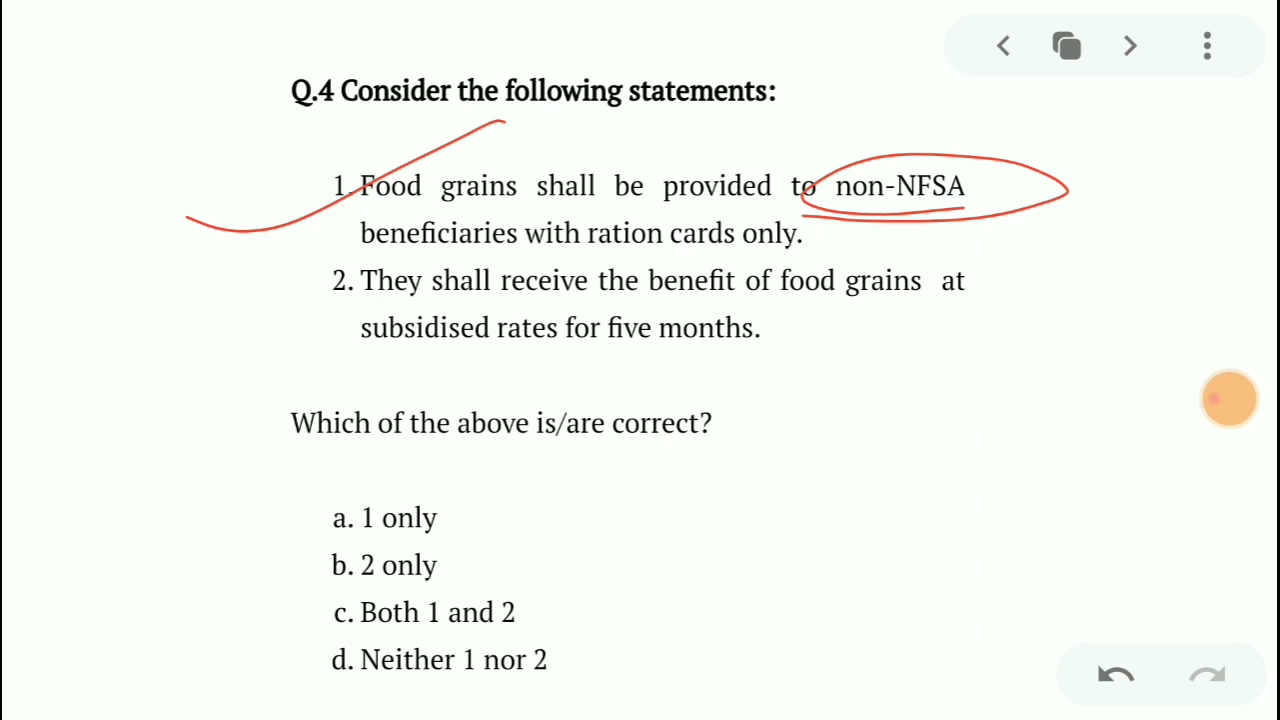 Q.4 Consider the following statements:
1. Food grains shall be provided to non-NFSA
beneficiaries with ration cards only.
2. They shall receive the benefit of food grains at
subsidised rates for five months.
Which of the above is/are correct?
a. 1 only
b. 2 only
c. Both 1 and 2
d. Neither 1 nor 2